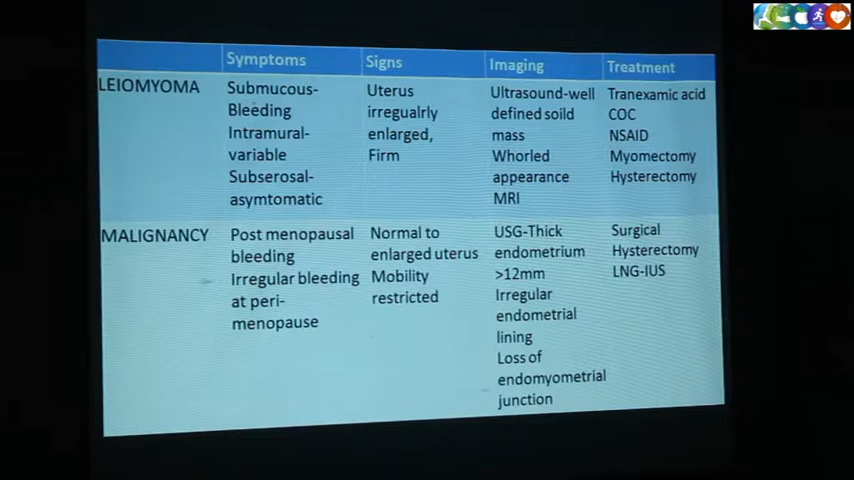 Symptoms
Signs
Imaging
Treatment
LEIOMYOMA
Submucous-
Bleeding
Intramural-
variable
Subserosal-
asymtomatic
Uterus
irregualrly
enlarged,
Firm
Ultrasound-well
defined soild
mass
Whorled
appearance
MRI
Tranexamic acid
COC
NSAID
Myomectomy
Hysterectomy
MALIGNANCY
Post menopausal
bleeding
Irregular bleeding
at peri-
menopause
Normal to
enlarged uterus
Mobility
restricted
USG-Thick
endometrium
>12mm
Irregular
endometrial
lining
Loss of
endomyometrial
junction
Surgical
Hysterectomy
LNG-IUS